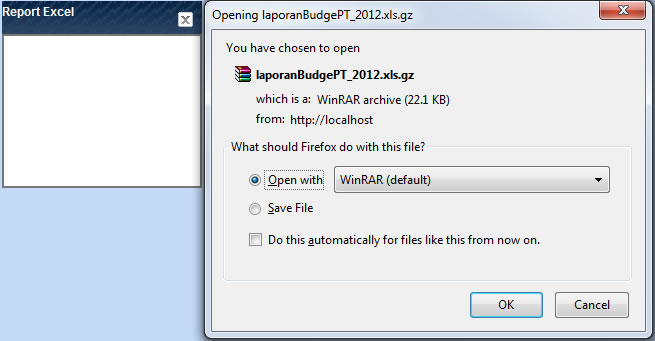 Report Excel
Opening laporanBudgePT_2012.xls.gz
You have chosen to open
laporanBudgePT_2012.xls.gz
which is a: WinRAR archive (22.1 KB)
from: http://localhost
What should Firefox do with this file?
Open with WinRAR (default)
Save File
Do this automatically for files like this from now on.
OK Cancel